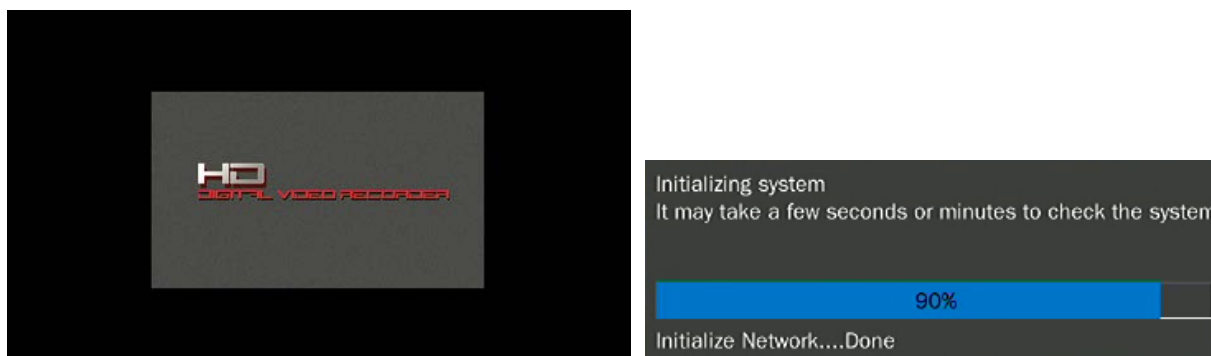 HD
DIGITAL VIDEO RECORDER
Initializing system
It may take a few seconds or minutes to check the system
90%
Initialize Network....Done